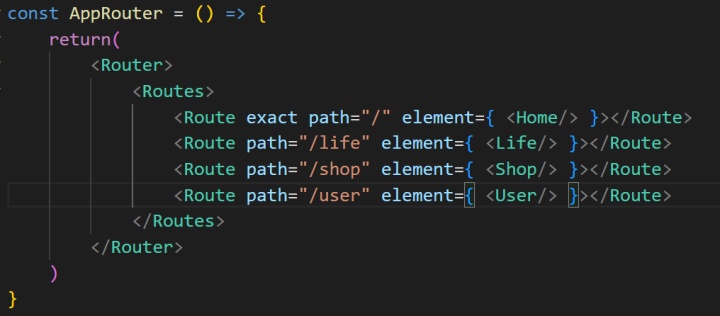 const AppRouter = () => {
    return(
        <Router>
            <Routes>
                <Route exact path="/" element={ <Home/> }></Route>
                <Route path="/life" element={ <Life/> }></Route>
                <Route path="/shop" element={ <Shop/> }></Route>
                <Route path="/user" element={ <User/> }></Route>
            </Routes>
        </Router>
    )
}